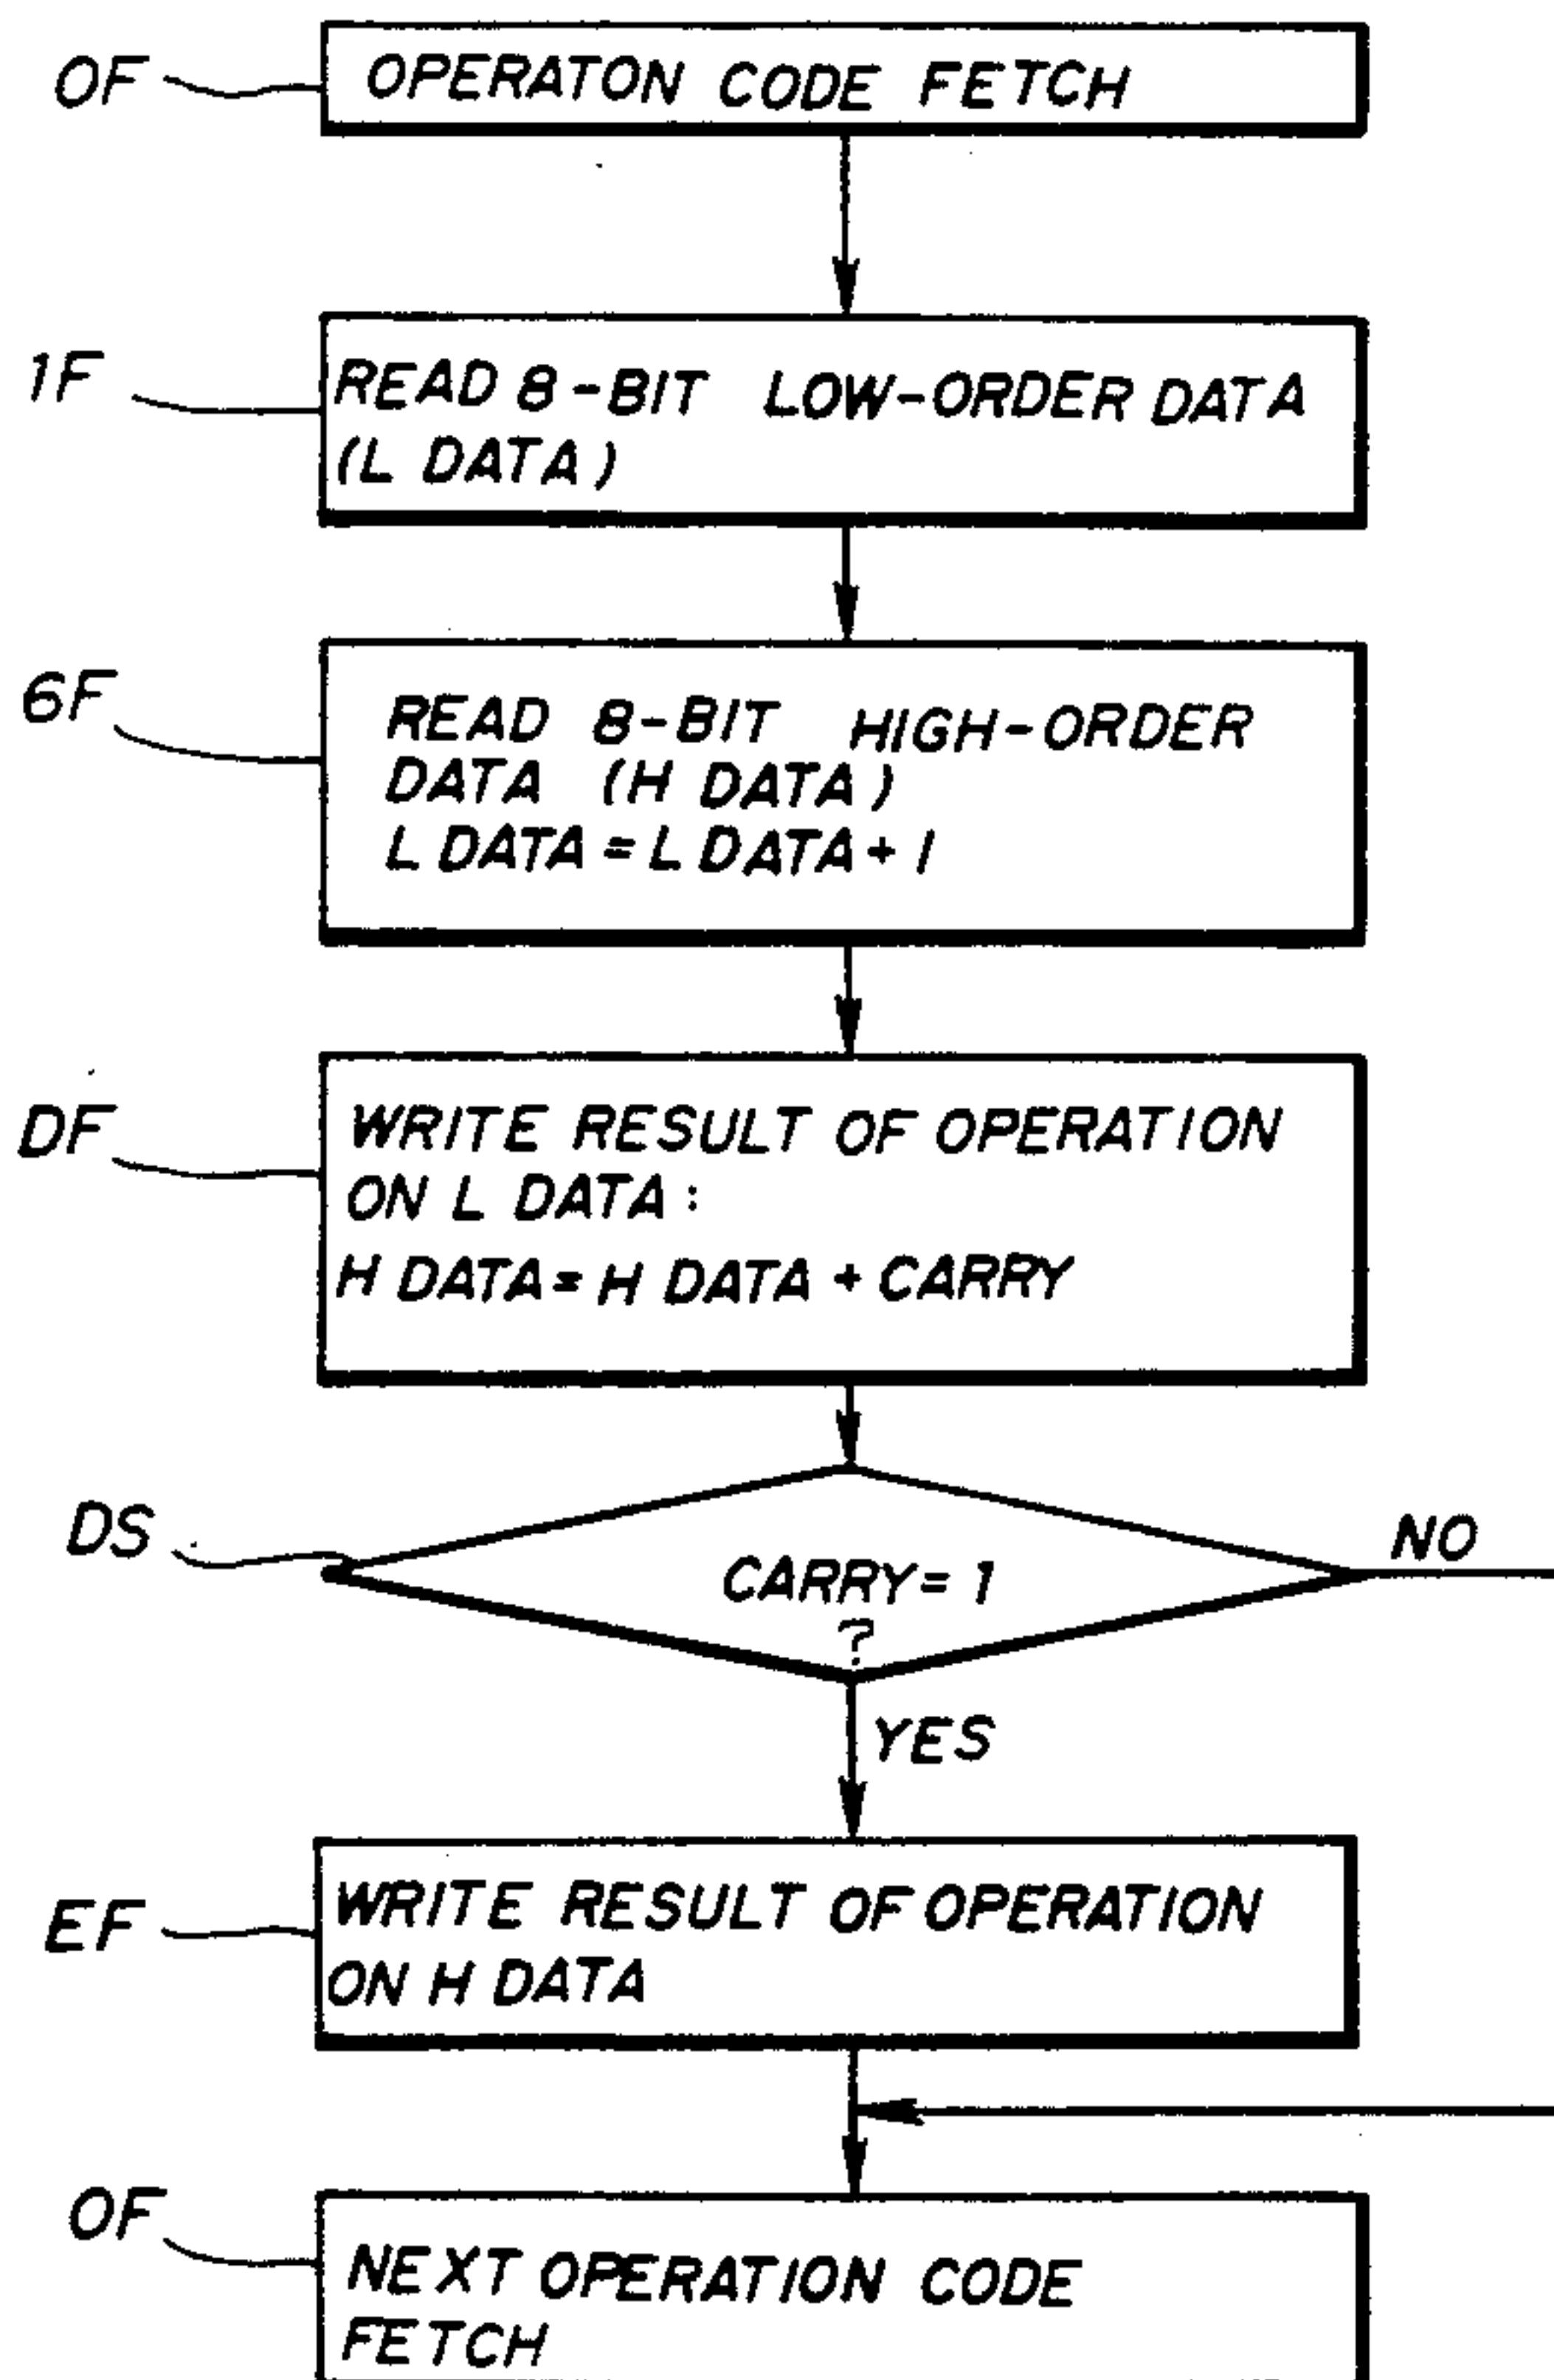 OF
OPERATON CODE FETCH
1F
READ 8-BIT LOW-ORDER DATA
(L DATA)
6F
READ 8-BIT HIGH-ORDER
DATA (H DATA)
L DATA = L DATA + 1
DF
WRITE RESULT OF OPERATION
ON L DATA :
H DATA = H DATA + CARRY
DS
CARRY = 1
?
NO
YES
EF
WRITE RESULT OF OPERATION
ON H DATA
OF
NEXT OPERATION CODE
FETCH